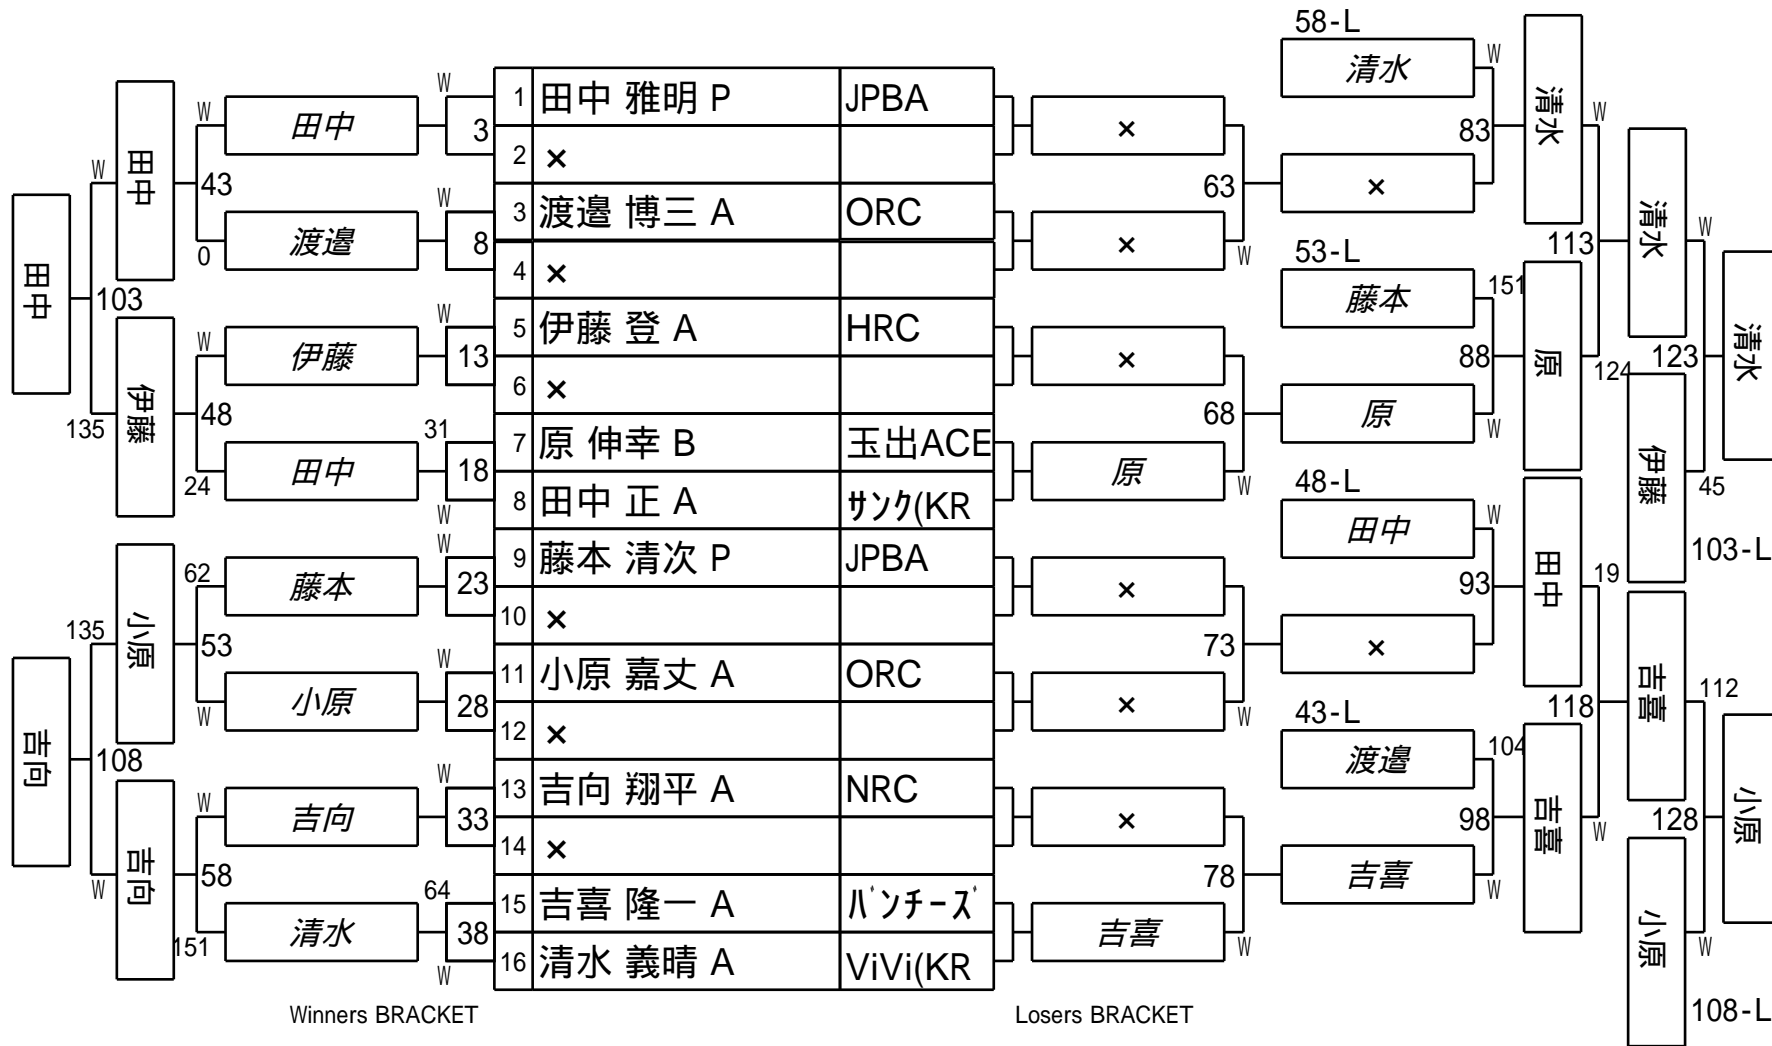 58-L
清水
W
1 田中 雅明 P JPBA
W
W
田中
3
×
83
清水
W
2 ×
田中
W
43
W
63
×
清水
W
3 渡邉 博三 A ORC
渡邉
8
×
0
4 ×
W
113
53-L
田中
103
藤本
151
原
清水
5 伊藤 登 A HRC
W
W
伊藤
13
×
88
124
123
6 ×
伊藤
135
48
31
68
原
W
伊藤
45
7 原 伸幸 B 玉出ACE
田中
18
原
24
W
8 田中 正 A サンク(KR
W
48-L
田中
W
103-L
9 藤本 清次 P JPBA
W
62
藤本
23
×
93
田中
19
10 ×
小原
135
53
W
73
×
吉喜
112
11 小原 嘉丈 A ORC
小原
28
×
W
12 ×
W
118
43-L
吉向
108
渡邉
104
吉喜
小原
13 吉向 翔平 A NRC
W
W
吉向
33
×
98
W
128
14 ×
吉向
W
58
64
78
吉喜
W
小原
W
15 吉喜 隆一 A バンチーズ
清水
38
吉喜
151
W
16 清水 義晴 A ViVi(KR
W
108-L
Winners BRACKET
Losers BRACKET